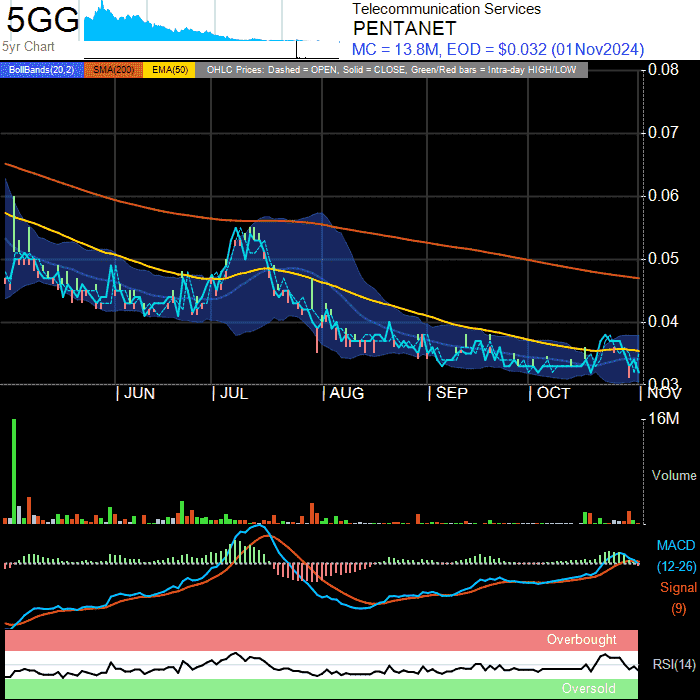 5GG
5yr Chart
Telecommunication Services
PENTANET
MC = 13.8M, EOD = $0.032 (01Nov2024)
BollBands(20,2) SMA(200) EMA(50) OHLC Prices: Dashed = OPEN, Solid = CLOSE, Green/Red bars = Intra-day HIGH/LOW
0.08
0.07
0.06
0.05
0.04
0.03
| JUN | JUL | AUG | SEP | OCT | NOV
16M
Volume
MACD
(12-26)
Signal
(9)
Overbought
RSI(14)
Oversold